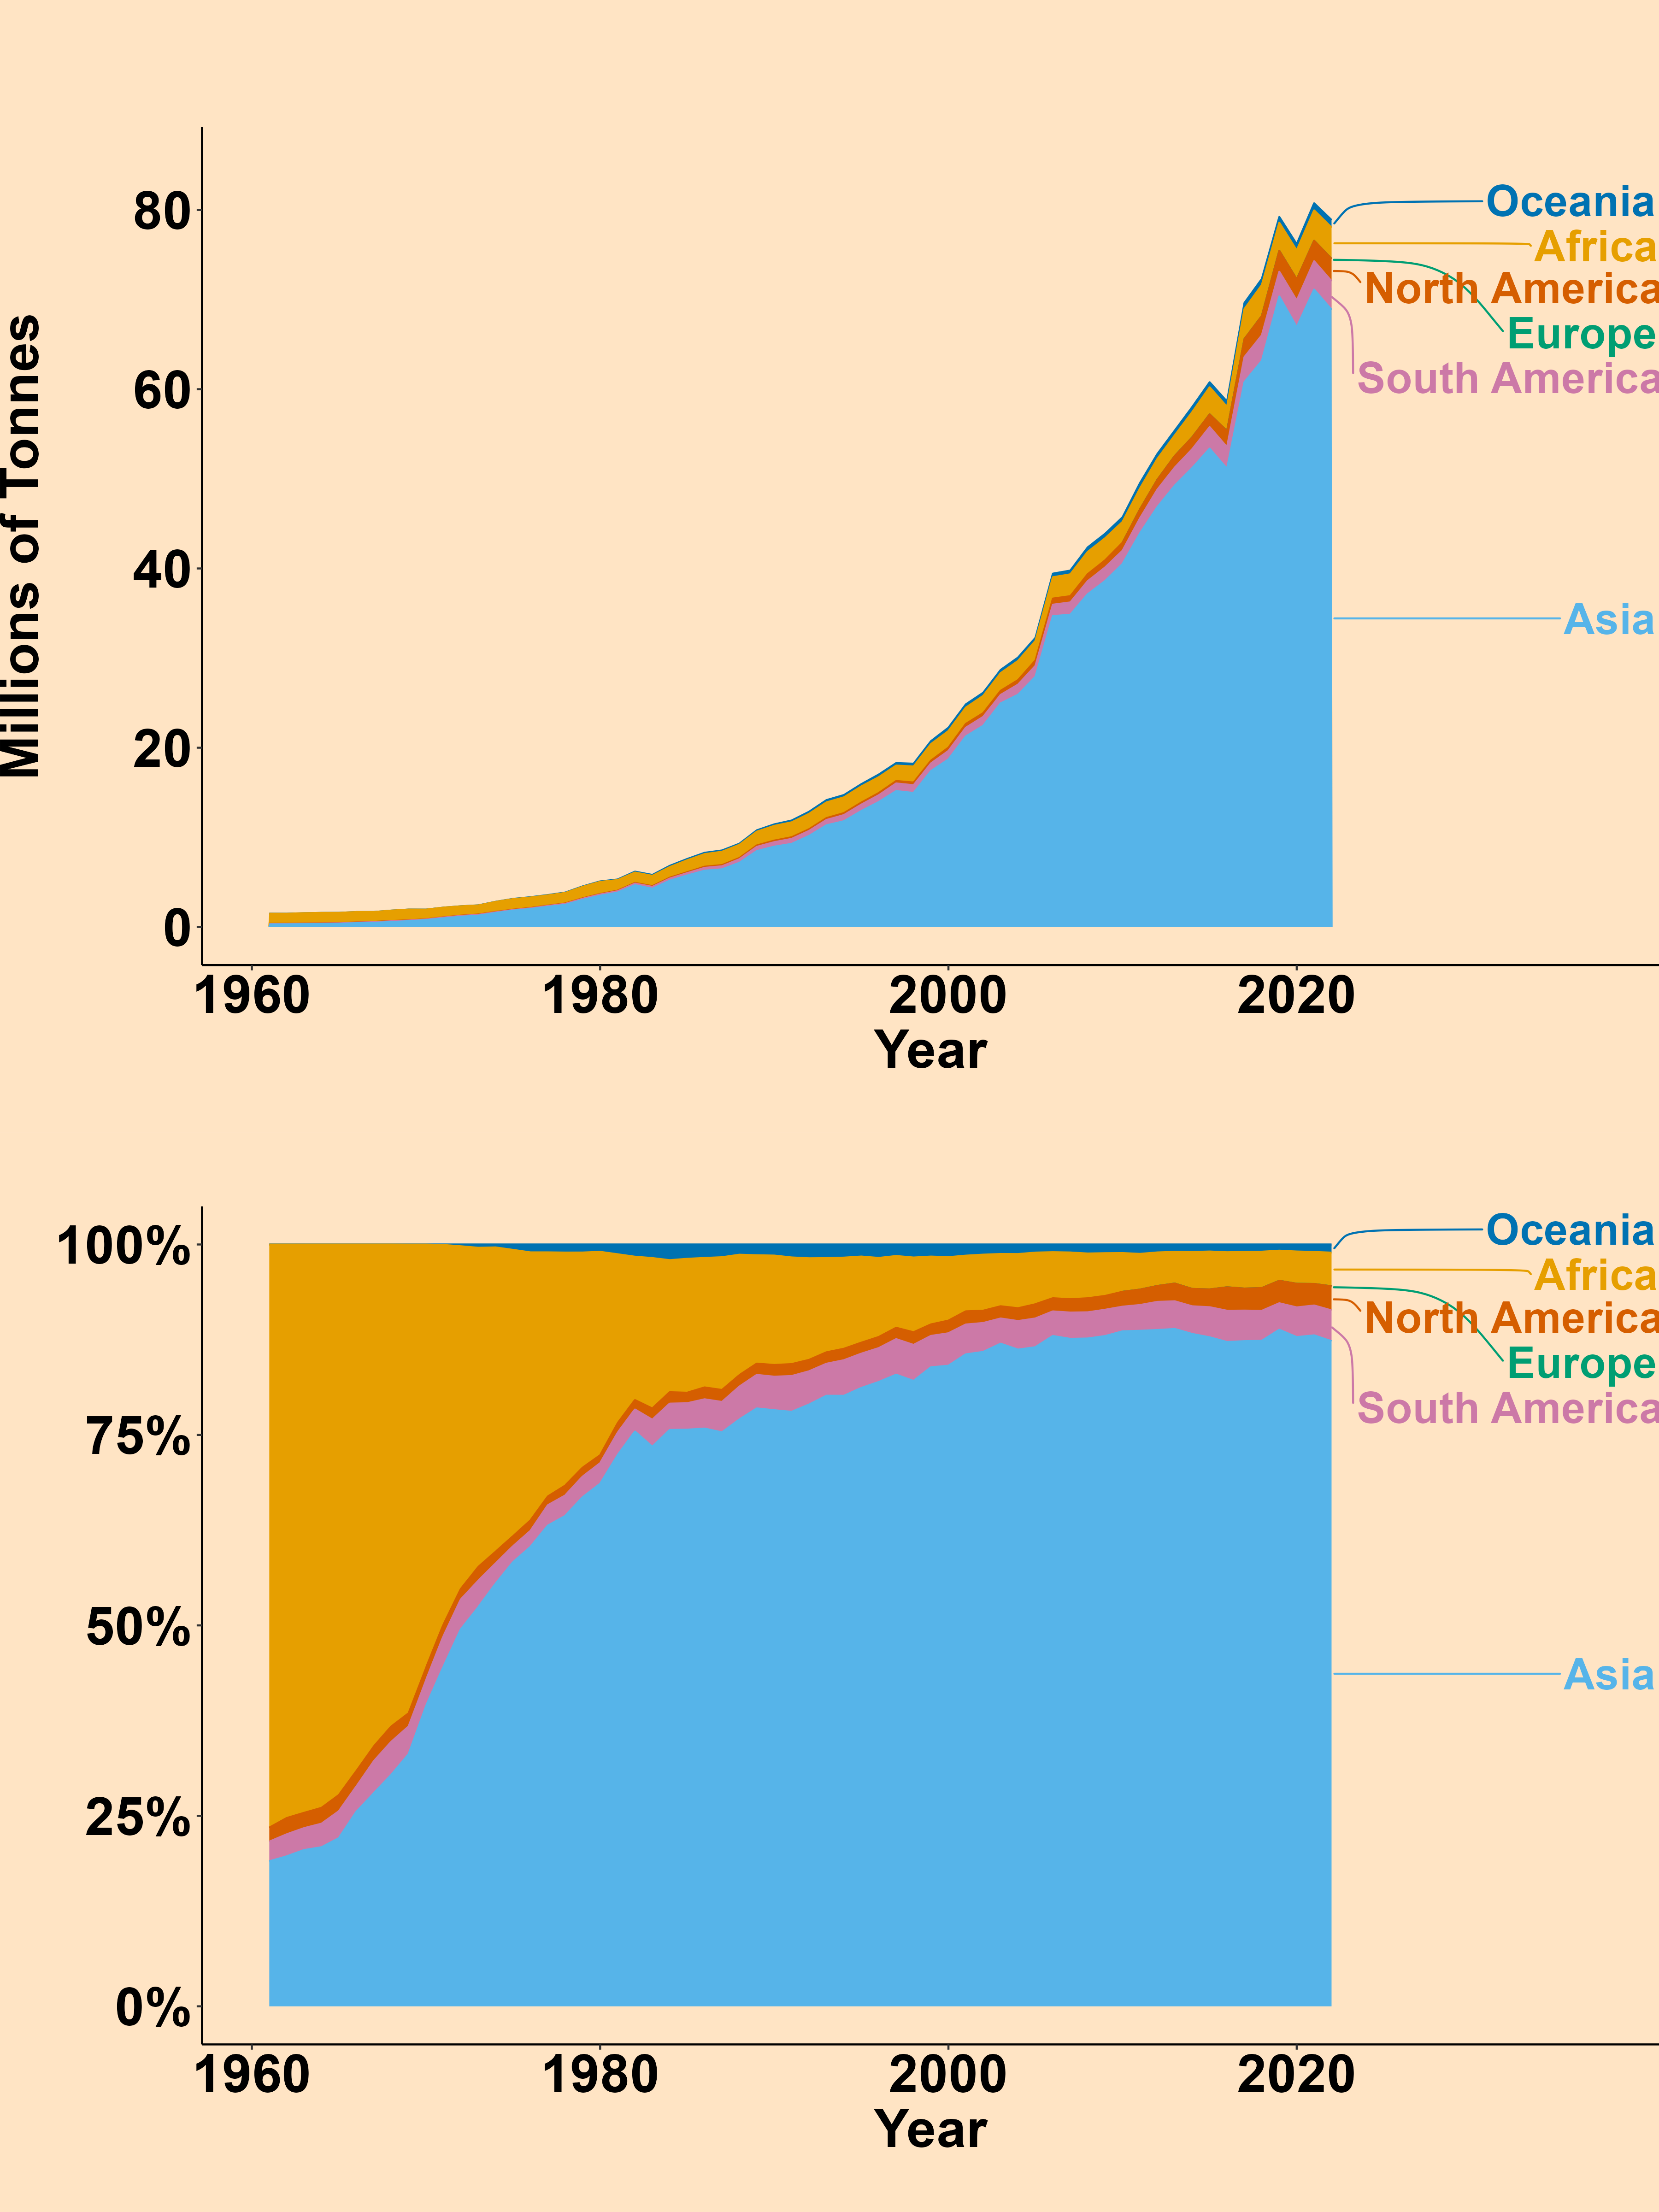 Millions of Tonnes
80
60
40
20
0
1960 1980 2000 2020
Year
Oceania
Africa
North America
Europe
South America
Asia
100%
75%
50%
25%
0%
1960 1980 2000 2020
Year
Oceania
Africa
North America
Europe
South America
Asia